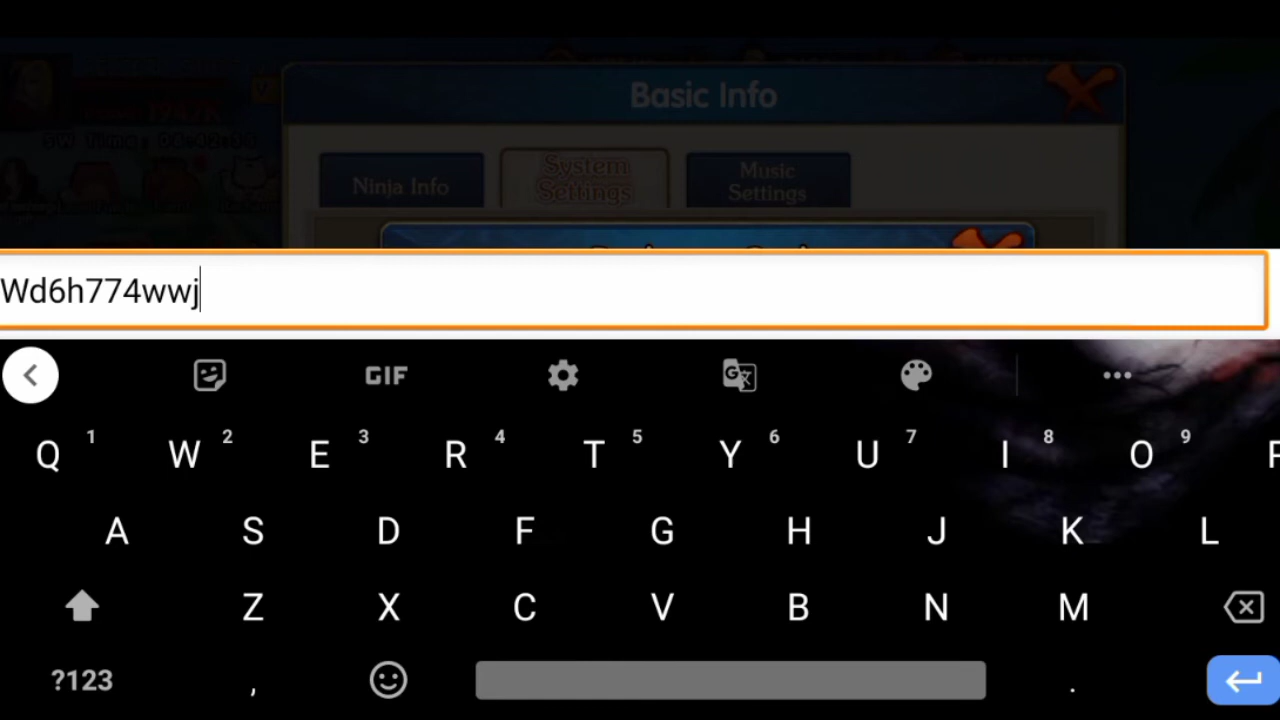 Basic Info
Ninja Info
System
Settings
Music
Settings
Wd6h774wwj
GIF
Q 1 W 2 E 3 R 4 T 5 Y 6 U 7 I 8 O 9 P
A S D F G H J K L
Z X C V B N M
?123 , .